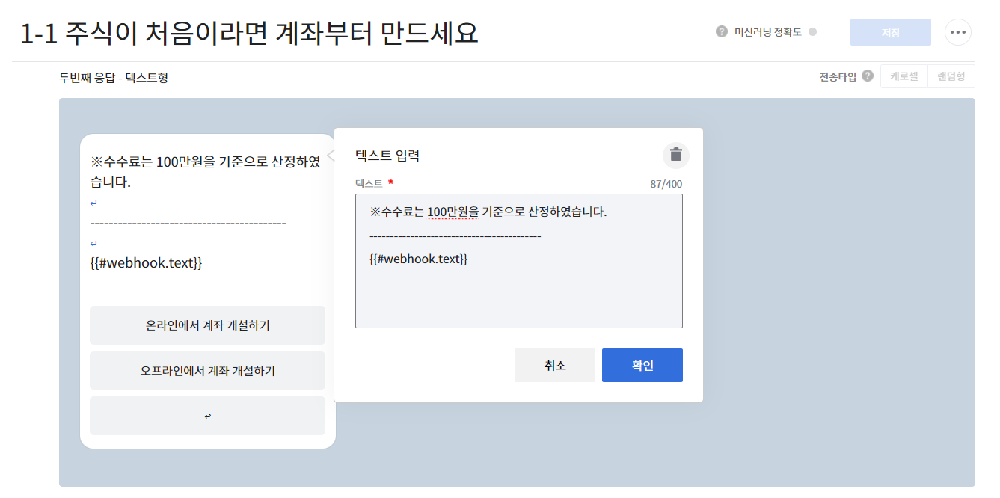 1-1 주식이 처음이라면 계좌부터 만드세요
? 머신러닝 정확도
저장
두번째 응답 - 텍스트형
전송타입 ?
케로셀
랜덤형
※수수료는 100만원을 기준으로 산정하였
습니다.
↵
------------------------------------------
↵
{{#webhook.text}}
온라인에서 계좌 개설하기
오프라인에서 계좌 개설하기
↩
텍스트 입력
텍스트 *
87/400
※수수료는 100만원을 기준으로 산정하였습니다.
------------------------------------------
{{#webhook.text}}
취소
확인